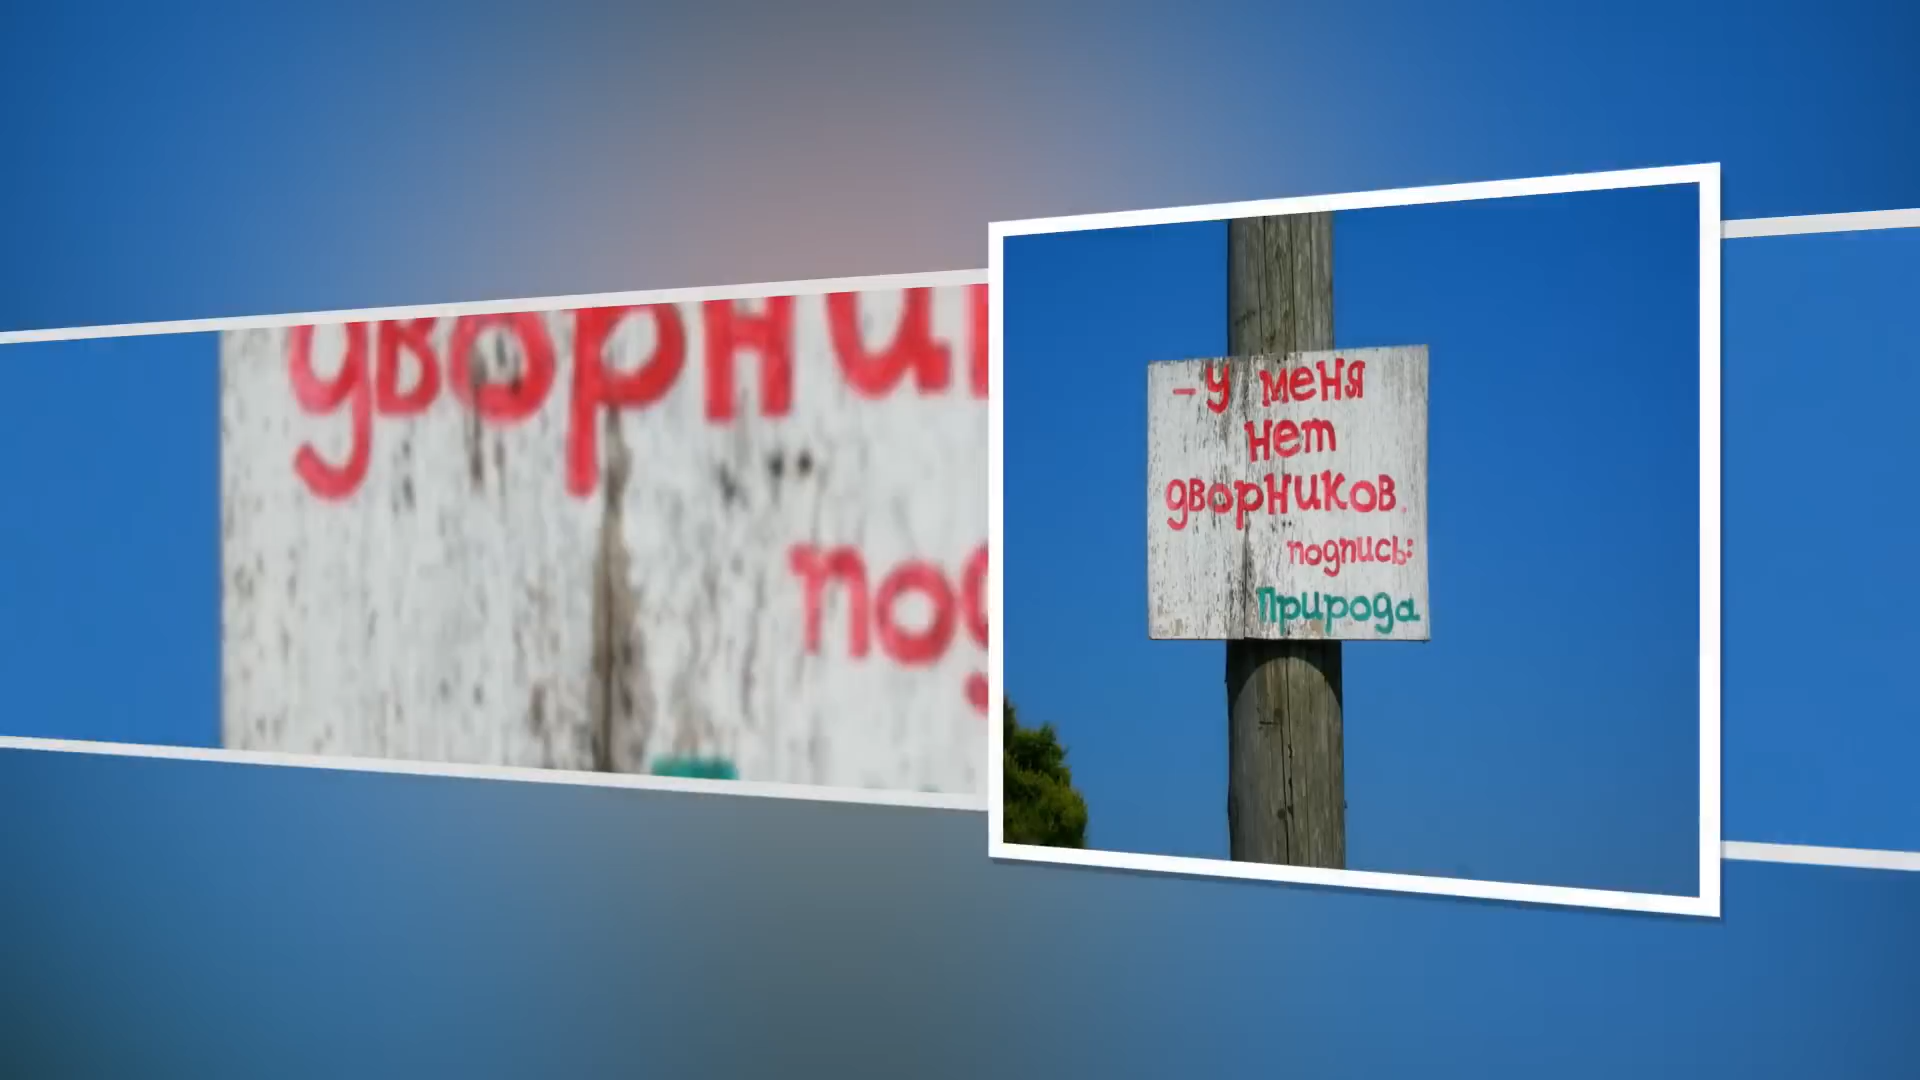 – У меня
нет
дворников.
подпись:
Природа